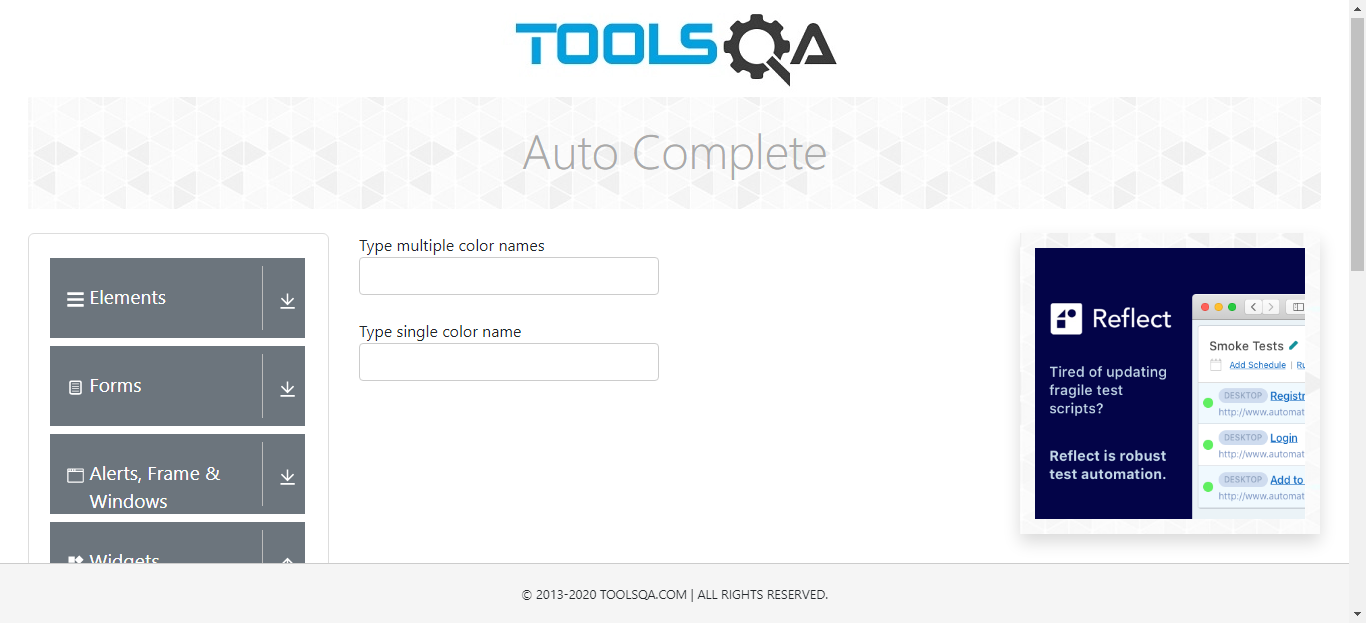 TOOLSQA
Auto Complete
Elements
Forms
Alerts, Frame &
Windows
Widgets
Type multiple color names
Type single color name
Reflect
Tired of updating
fragile test
scripts?
Reflect is robust
test automation.
Smoke Tests
Add Schedule | Ru
DESKTOP Registr
http://www.automat
DESKTOP Login
http://www.automat
DESKTOP Add to
http://www.automat
© 2013-2020 TOOLSQA.COM | ALL RIGHTS RESERVED.